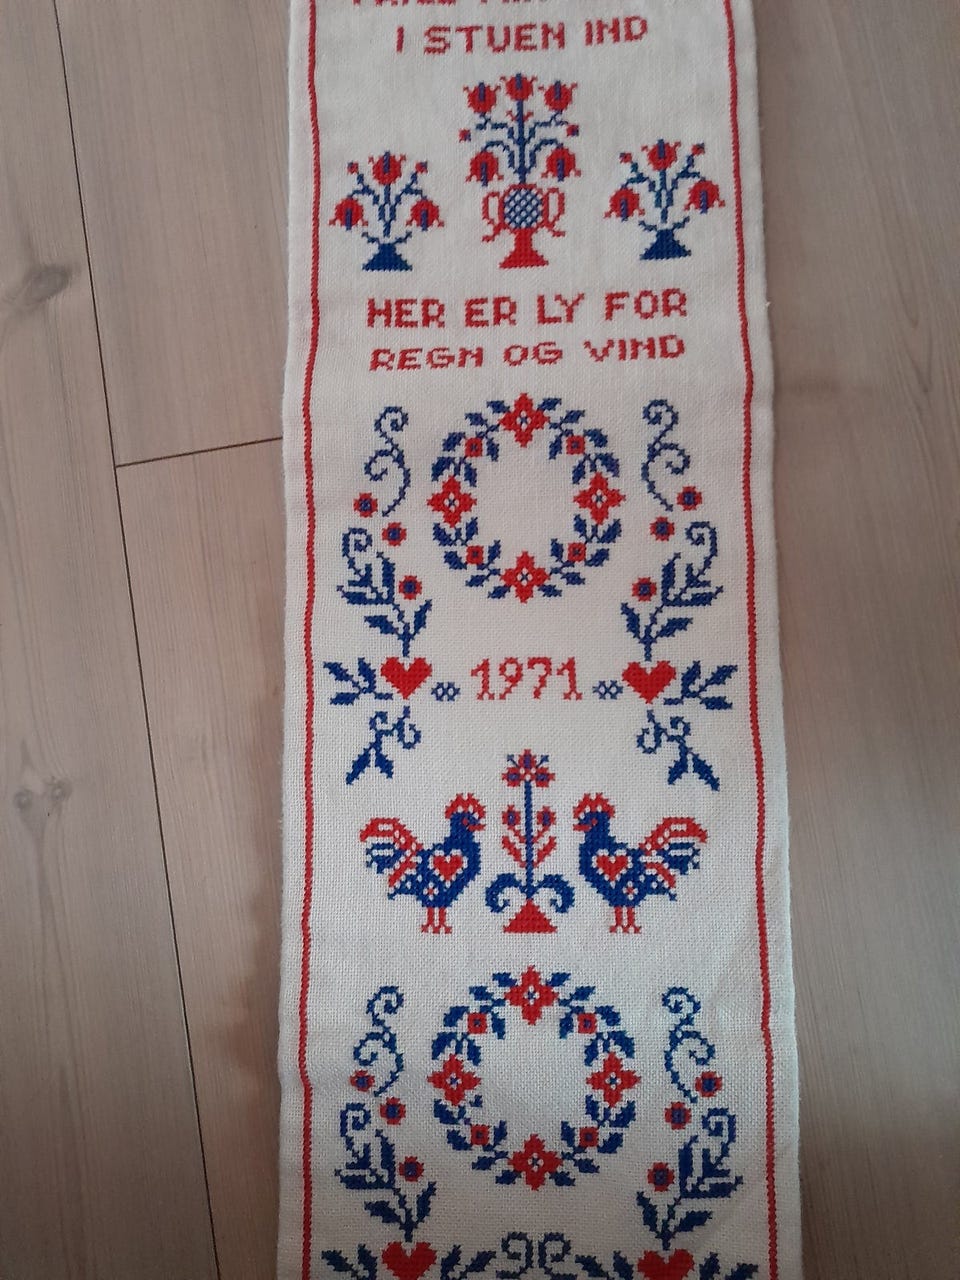 I STUEN IND
HER ER LY FOR
REGN OG VIND
1971